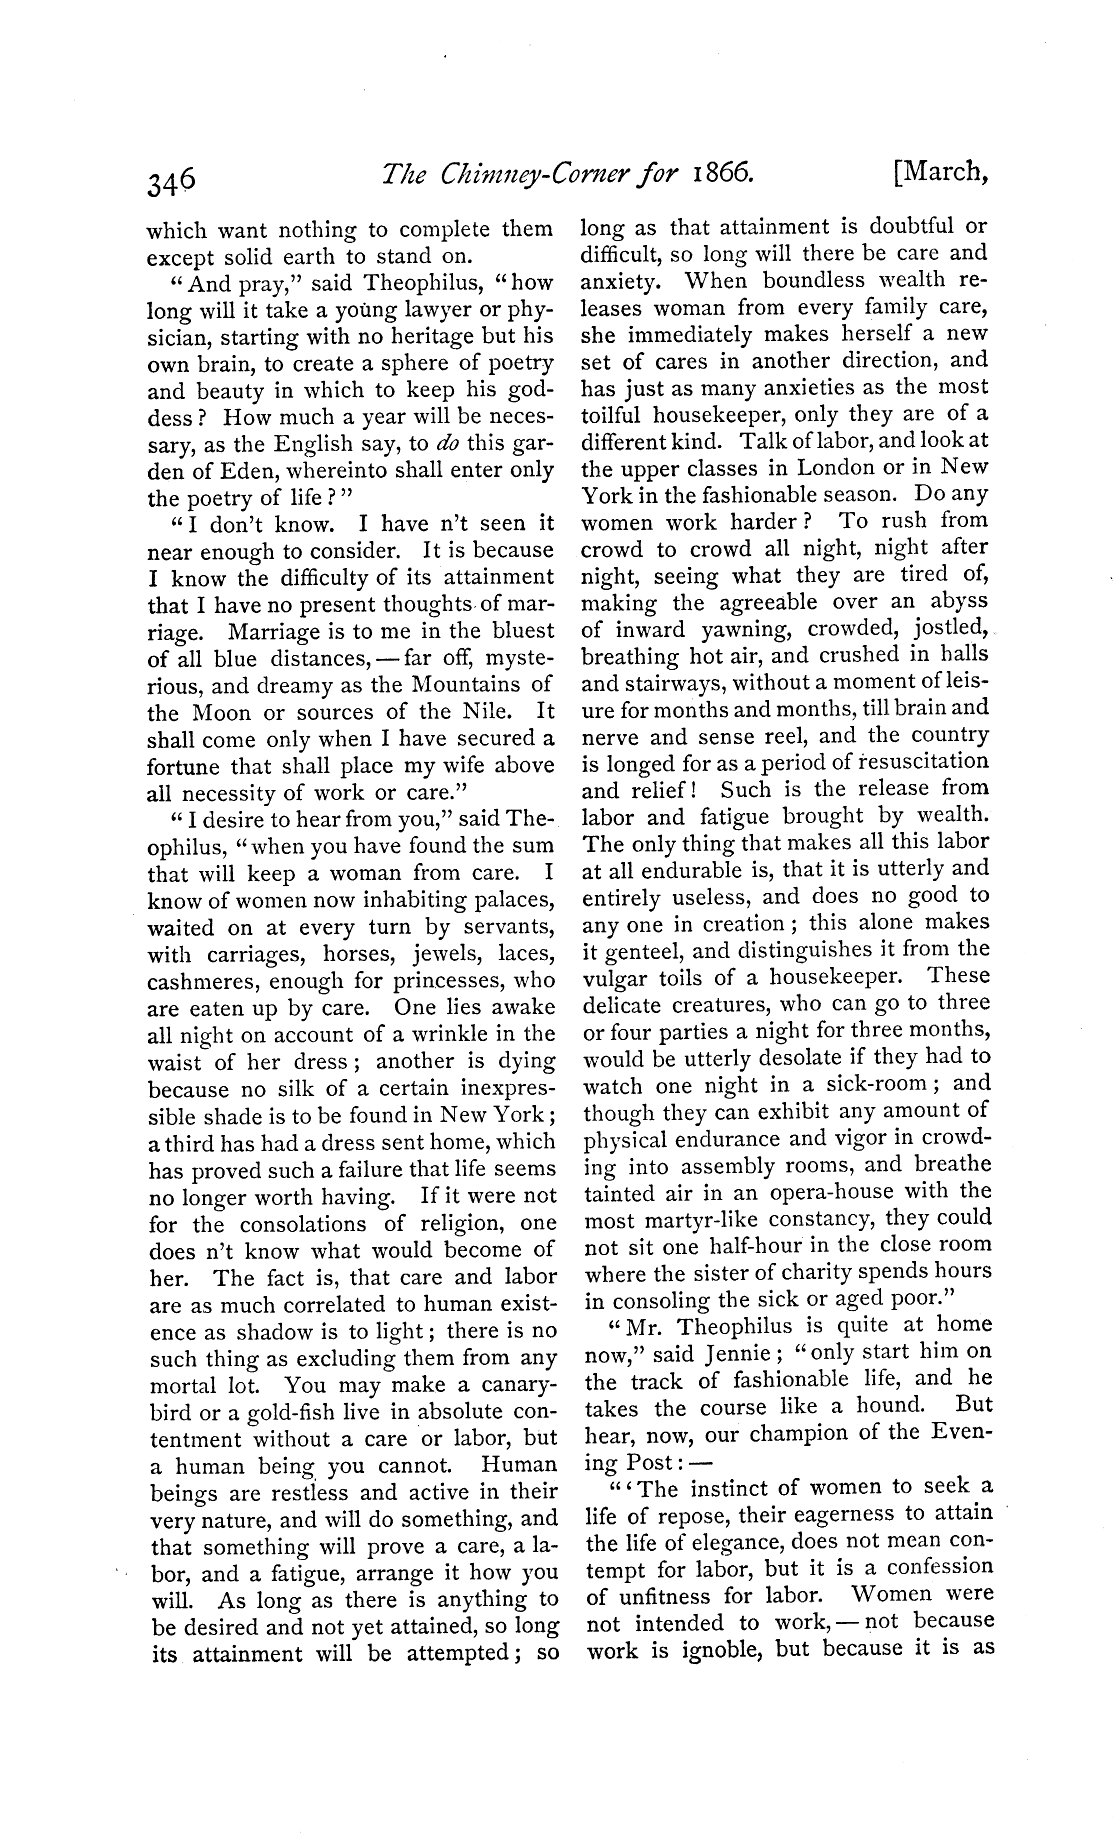 346 The Chimney-Corner for 1866. [March,
which want nothing to complete them
except solid earth to stand on.
“And pray,” said Theophilus, “how
long will it take a young lawyer or phy-
sician, starting with no heritage but his
own brain, to create a sphere of poetry
and beauty in which to keep his god-
dess? How much a year will be neces-
sary, as the English say, to do this gar-
den of Eden, whereinto shall enter only
the poetry of life?”
“I don't know. I have n't seen it
near enough to consider. It is because
I know the difficulty of its attainment
that I have no present thoughts of mar-
riage. Marriage is to me in the bluest
of all blue distances,—far off, myste-
rious, and dreamy as the Mountains of
the Moon or sources of the Nile. It
shall come only when I have secured a
fortune that shall place my wife above
all necessity of work or care.”
“I desire to hear from you,” said The-
ophilus, “when you have found the sum
that will keep a woman from care. I
know of women now inhabiting palaces,
waited on at every turn by servants,
with carriages, horses, jewels, laces,
cashmeres, enough for princesses, who
are eaten up by care. One lies awake
all night on account of a wrinkle in the
waist of her dress; another is dying
because no silk of a certain inexpres-
sible shade is to be found in New York;
a third has had a dress sent home, which
has proved such a failure that life seems
no longer worth having. If it were not
for the consolations of religion, one
does n't know what would become of
her. The fact is, that care and labor
are as much correlated to human exist-
ence as shadow is to light; there is no
such thing as excluding them from any
mortal lot. You may make a canary-
bird or a gold-fish live in absolute con-
tentment without a care or labor, but
a human being you cannot. Human
beings are restless and active in their
very nature, and will do something, and
that something will prove a care, a la-
bor, and a fatigue, arrange it how you
will. As long as there is anything to
be desired and not yet attained, so long
its attainment will be attempted; so
long as that attainment is doubtful or
difficult, so long will there be care and
anxiety. When boundless wealth re-
leases woman from every family care,
she immediately makes herself a new
set of cares in another direction, and
has just as many anxieties as the most
toilful housekeeper, only they are of a
different kind. Talk of labor, and look at
the upper classes in London or in New
York in the fashionable season. Do any
women work harder? To rush from
crowd to crowd all night, night after
night, seeing what they are tired of,
making the agreeable over an abyss
of inward yawning, crowded, jostled,
breathing hot air, and crushed in halls
and stairways, without a moment of leis-
ure for months and months, till brain and
nerve and sense reel, and the country
is longed for as a period of resuscitation
and relief! Such is the release from
labor and fatigue brought by wealth.
The only thing that makes all this labor
at all endurable is, that it is utterly and
entirely useless, and does no good to
any one in creation; this alone makes
it genteel, and distinguishes it from the
vulgar toils of a housekeeper. These
delicate creatures, who can go to three
or four parties a night for three months,
would be utterly desolate if they had to
watch one night in a sick-room; and
though they can exhibit any amount of
physical endurance and vigor in crowd-
ing into assembly rooms, and breathe
tainted air in an opera-house with the
most martyr-like constancy, they could
not sit one half-hour in the close room
where the sister of charity spends hours
in consoling the sick or aged poor.”
“Mr. Theophilus is quite at home
now,” said Jennie; “only start him on
the track of fashionable life, and he
takes the course like a hound. But
hear, now, our champion of the Even-
ing Post:—
“‘The instinct of women to seek a
life of repose, their eagerness to attain
the life of elegance, does not mean con-
tempt for labor, but it is a confession
of unfitness for labor. Women were
not intended to work,—not because
work is ignoble, but because it is as